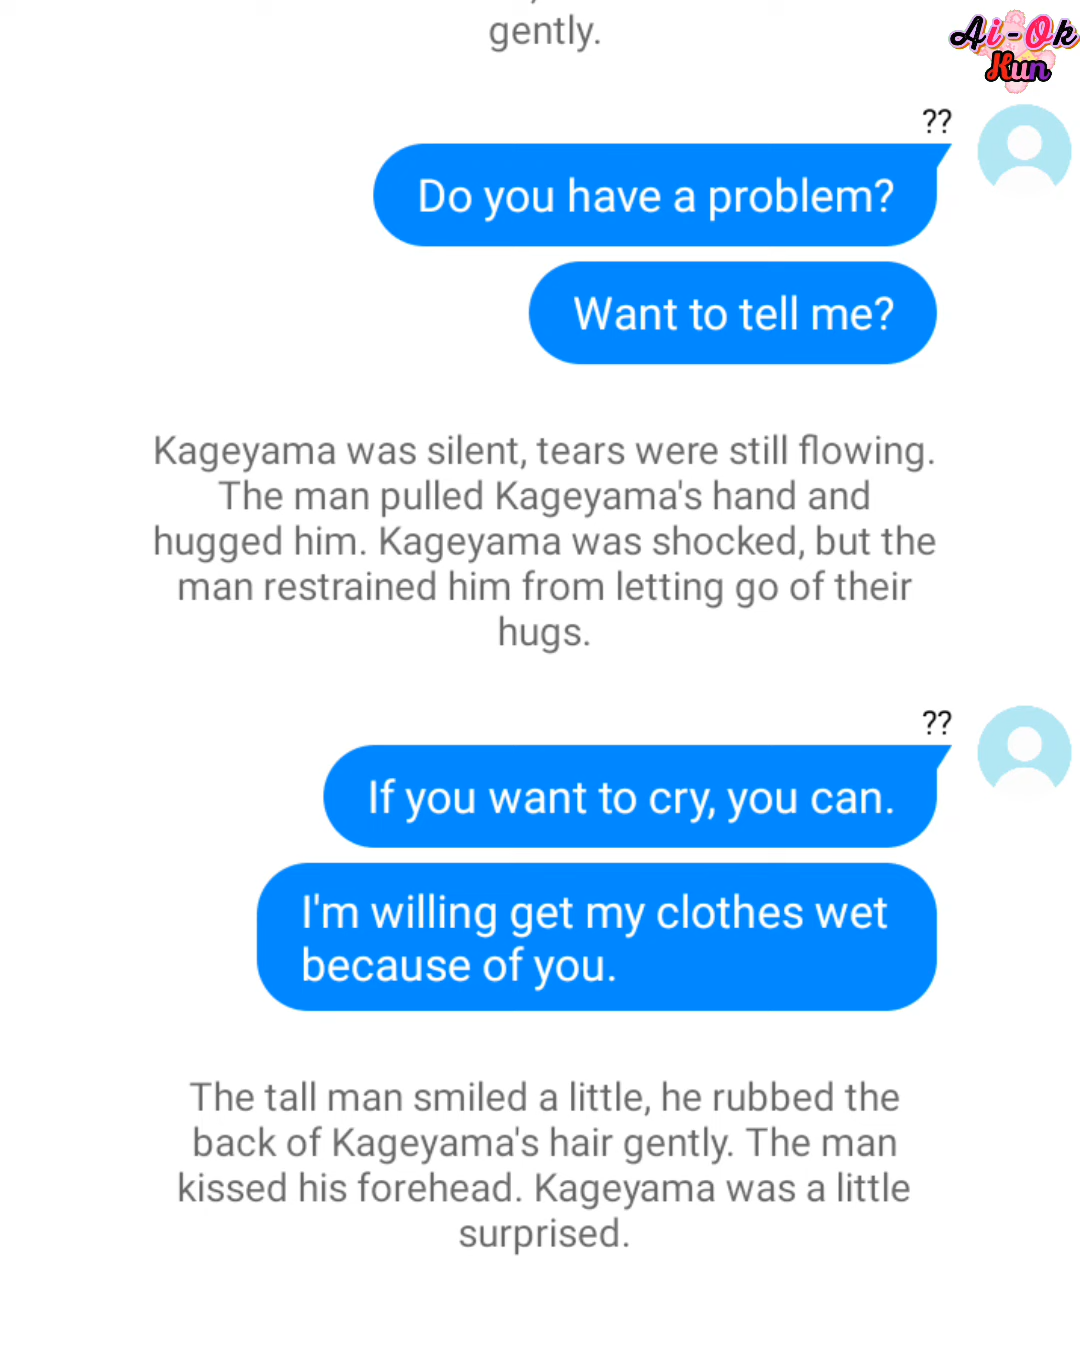 gently.
Ai-Ok
Kun
??
Do you have a problem?
Want to tell me?
Kageyama was silent, tears were still flowing.
The man pulled Kageyama's hand and
hugged him. Kageyama was shocked, but the
man restrained him from letting go of their
hugs.
??
If you want to cry, you can.
I'm willing get my clothes wet
because of you.
The tall man smiled a little, he rubbed the
back of Kageyama's hair gently. The man
kissed his forehead. Kageyama was a little
surprised.